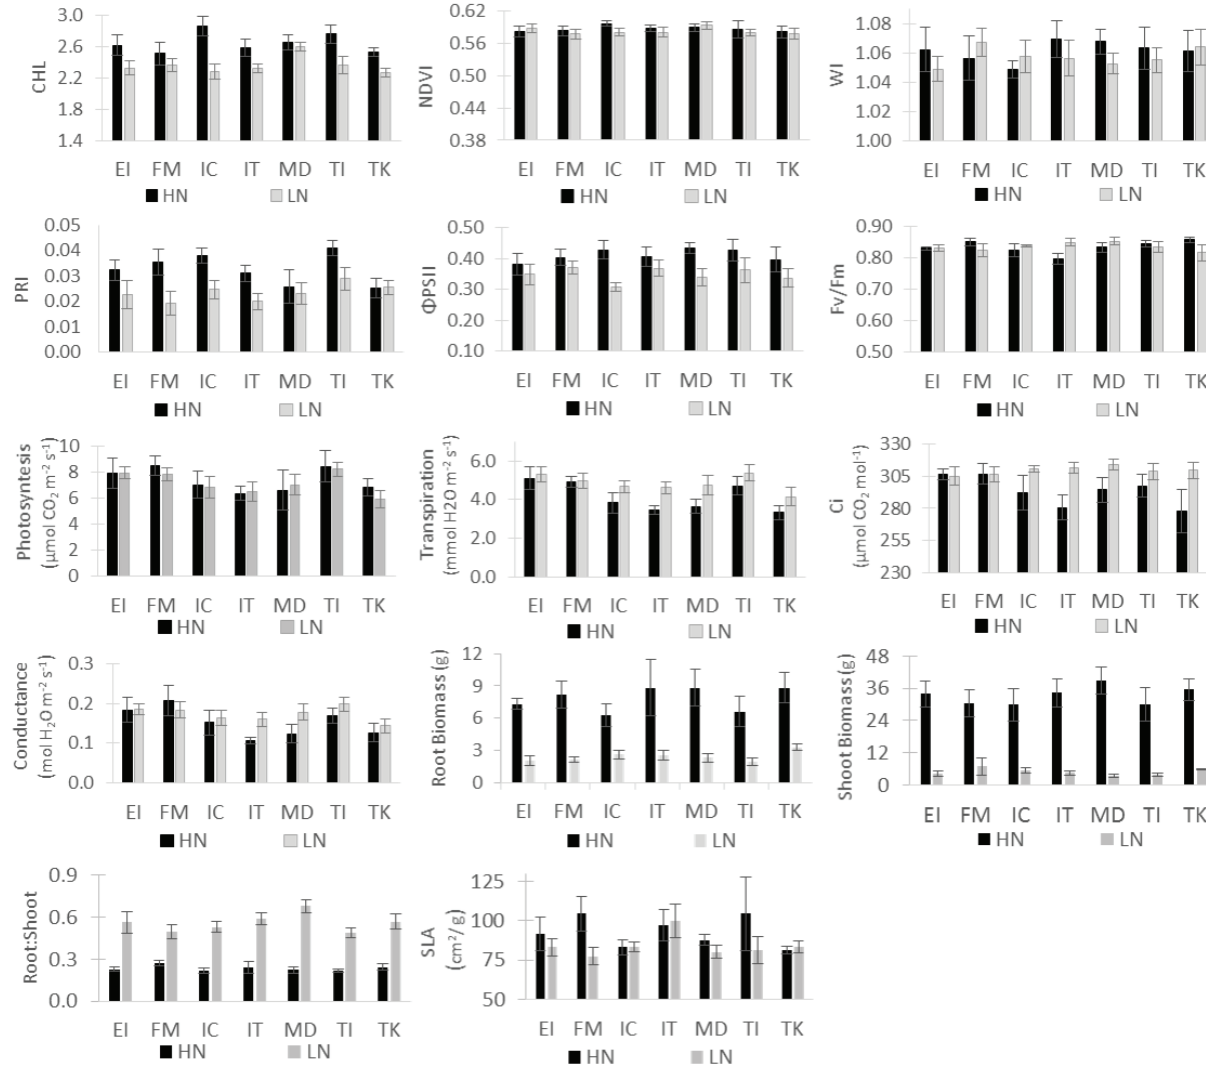 CHL
3.0
2.6
2.2
1.8
1.4
EI FM IC IT MD TI TK
HN LN
NDVI
0.62
0.56
0.50
0.44
0.38
EI FM IC IT MD TI TK
HN LN
WI
1.08
1.06
1.04
1.02
1.00
EI FM IC IT MD TI TK
HN LN
PRI
0.05
0.04
0.03
0.02
0.01
0.00
EI FM IC IT MD TI TK
HN LN
ΦPSII
0.50
0.40
0.30
0.20
0.10
EI FM IC IT MD TI TK
HN LN
Fv/Fm
0.90
0.80
0.70
0.60
0.50
EI FM IC IT MD TI TK
HN LN
Photosyntesis
(μmol CO₂ m⁻² s⁻¹)
10
8
6
4
2
0
EI FM IC IT MD TI TK
HN LN
Transpiration
(mmol H2O m⁻² s⁻¹)
6.0
4.0
2.0
0.0
EI FM IC IT MD TI TK
HN LN
Ci
(μmol CO₂ mol⁻¹)
330
305
280
255
230
EI FM IC IT MD TI TK
HN LN
Conductance
(mol H₂O m⁻² s⁻¹)
0.3
0.2
0.1
0.0
EI FM IC IT MD TI TK
HN LN
Root Biomass (g)
12
9
6
3
0
EI FM IC IT MD TI TK
HN LN
Shoot Biomass (g)
48
36
24
12
0
EI FM IC IT MD TI TK
HN LN
Root:Shoot
0.9
0.6
0.3
0.0
EI FM IC IT MD TI TK
HN LN
SLA
(cm²/ g)
125
100
75
50
EI FM IC IT MD TI TK
HN LN